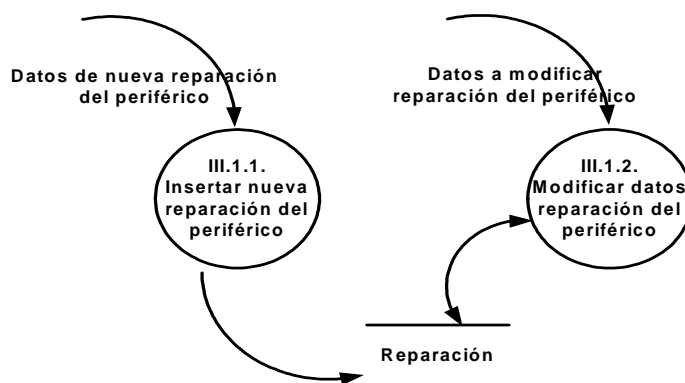 Datos de nueva reparación
del periférico
Datos a modificar
reparación del periférico
III.1.1.
Insertar nueva
reparación del
periférico
III.1.2.
Modificar datos
reparación del
periférico
Reparación